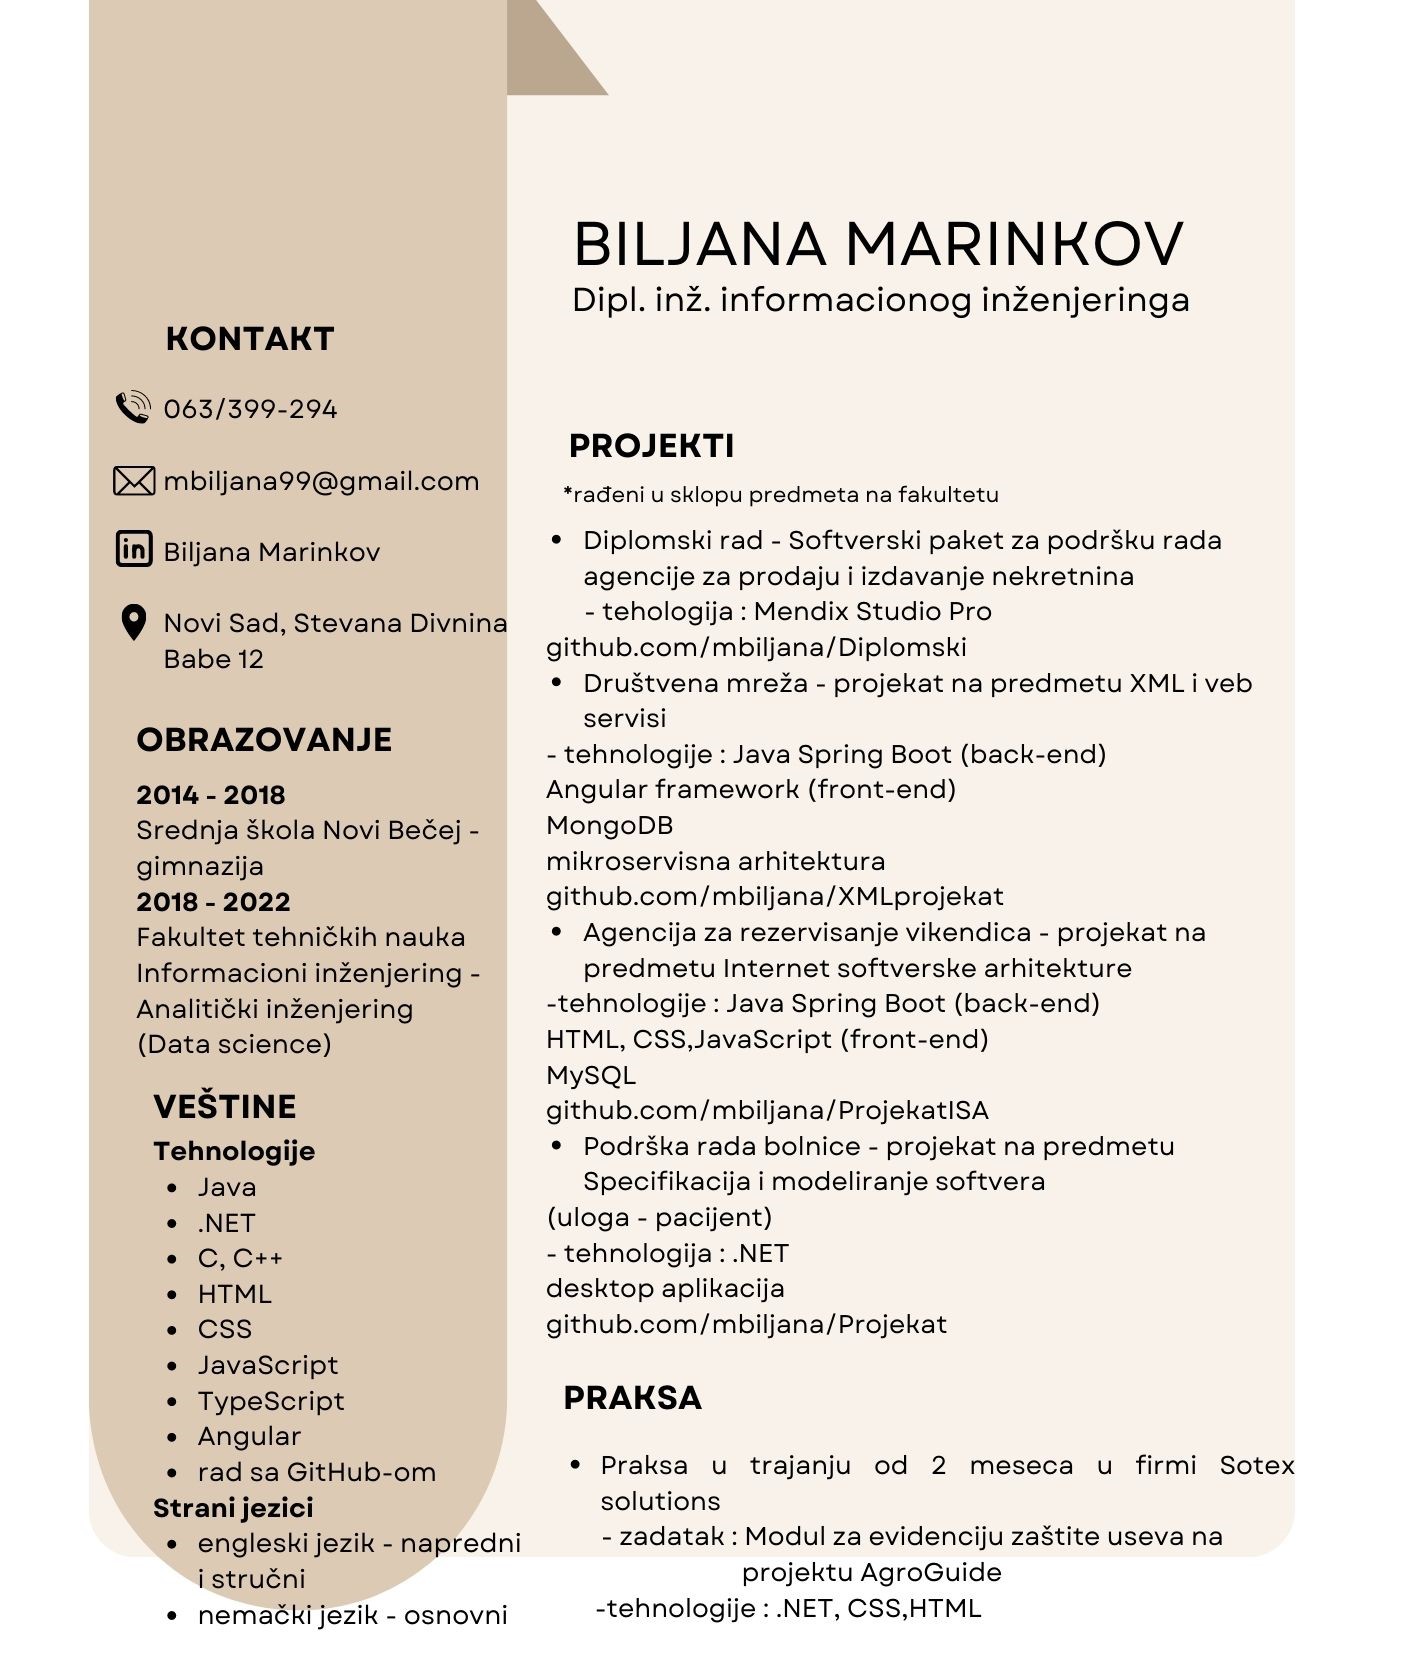 BILJANA MARINKOV
Dipl. inž. informacionog inženjeringa
KONTAKT
063/399-294
mbiljana99@gmail.com
Biljana Marinkov
Novi Sad, Stevana Divnina
Babe 12
OBRAZOVANJE
2014 - 2018
Srednja škola Novi Bečej -
gimnazija
2018 - 2022
Fakultet tehničkih nauka
Informacioni inženjering -
Analitički inženjering
(Data science)
VEŠTINE
Tehnologije
• Java
• .NET
• C, C++
• HTML
• CSS
• JavaScript
• TypeScript
• Angular
• rad sa GitHub-om
Strani jezici
• engleski jezik - napredni
i stručni
• nemački jezik - osnovni
PROJEKTI
*rađeni u sklopu predmeta na fakultetu
• Diplomski rad - Softverski paket za podršku rada
agencije za prodaju i izdavanje nekretnina
- tehologija : Mendix Studio Pro
github.com/mbiljana/Diplomski
• Društvena mreža - projekat na predmetu XML i veb
servisi
- tehnologije : Java Spring Boot (back-end)
Angular framework (front-end)
MongoDB
mikroservisna arhitektura
github.com/mbiljana/XMLprojekat
• Agencija za rezervisanje vikendica - projekat na
predmetu Internet softverske arhitekture
-tehnologije : Java Spring Boot (back-end)
HTML, CSS,JavaScript (front-end)
MySQL
github.com/mbiljana/ProjekatISA
• Podrška rada bolnice - projekat na predmetu
Specifikacija i modeliranje softvera
(uloga - pacijent)
- tehnologija : .NET
desktop aplikacija
github.com/mbiljana/Projekat
PRAKSA
• Praksa u trajanju od 2 meseca u firmi Sotex
solutions
- zadatak : Modul za evidenciju zaštite useva na
projektu AgroGuide
-tehnologije : .NET, CSS,HTML